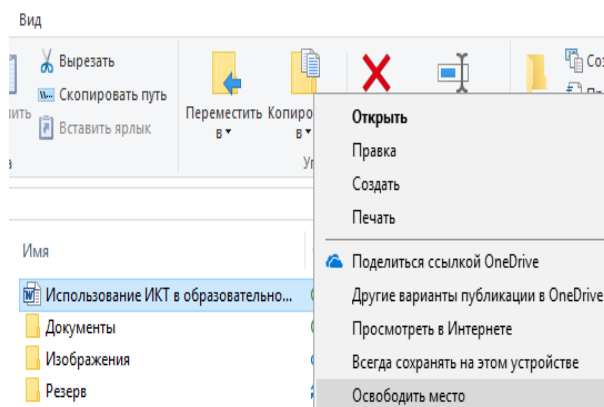 Вид
Вырезать
Скопировать путь
Вставить ярлык
Переместить
в
в
Открыть
Правка
Создать
Печать
Поделиться ссылкой OneDrive
Другие варианты публикации в OneDrive
Просмотреть в Интернете
Всегда сохранять на этом устройстве
Освободить место
Имя
Использование ИКТ в образовательно...
Документы
Изображения
Резерв